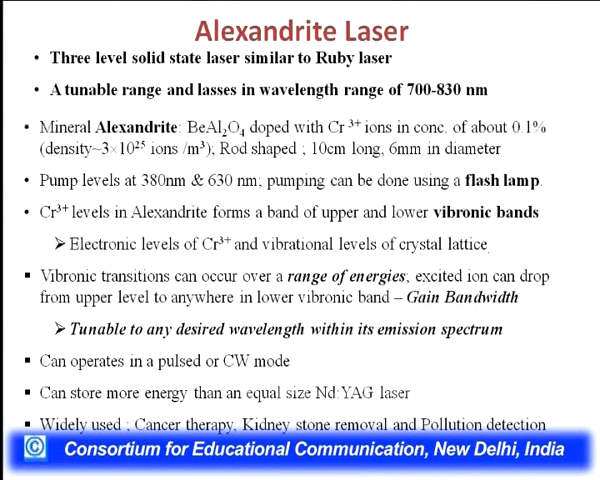 Alexandrite Laser
• Three level solid state laser similar to Ruby laser
• A tunable range and lasses in wavelength range of 700-830 nm
• Mineral Alexandrite: BeAl₂O₄ doped with Cr ³⁺ ions in conc. of about 0.1%
(density~3×10²⁵ ions /m³); Rod shaped ; 10cm long, 6mm in diameter
• Pump levels at 380nm & 630 nm; pumping can be done using a flash lamp.
• Cr³⁺ levels in Alexandrite forms a band of upper and lower vibronic bands
➢ Electronic levels of Cr³⁺ and vibrational levels of crystal lattice
▪ Vibronic transitions can occur over a range of energies; excited ion can drop
from upper level to anywhere in lower vibronic band – Gain Bandwidth
➢ Tunable to any desired wavelength within its emission spectrum
▪ Can operates in a pulsed or CW mode
▪ Can store more energy than an equal size Nd:YAG laser
▪ Widely used ; Cancer therapy, Kidney stone removal and Pollution detection
© Consortium for Educational Communication, New Delhi, India